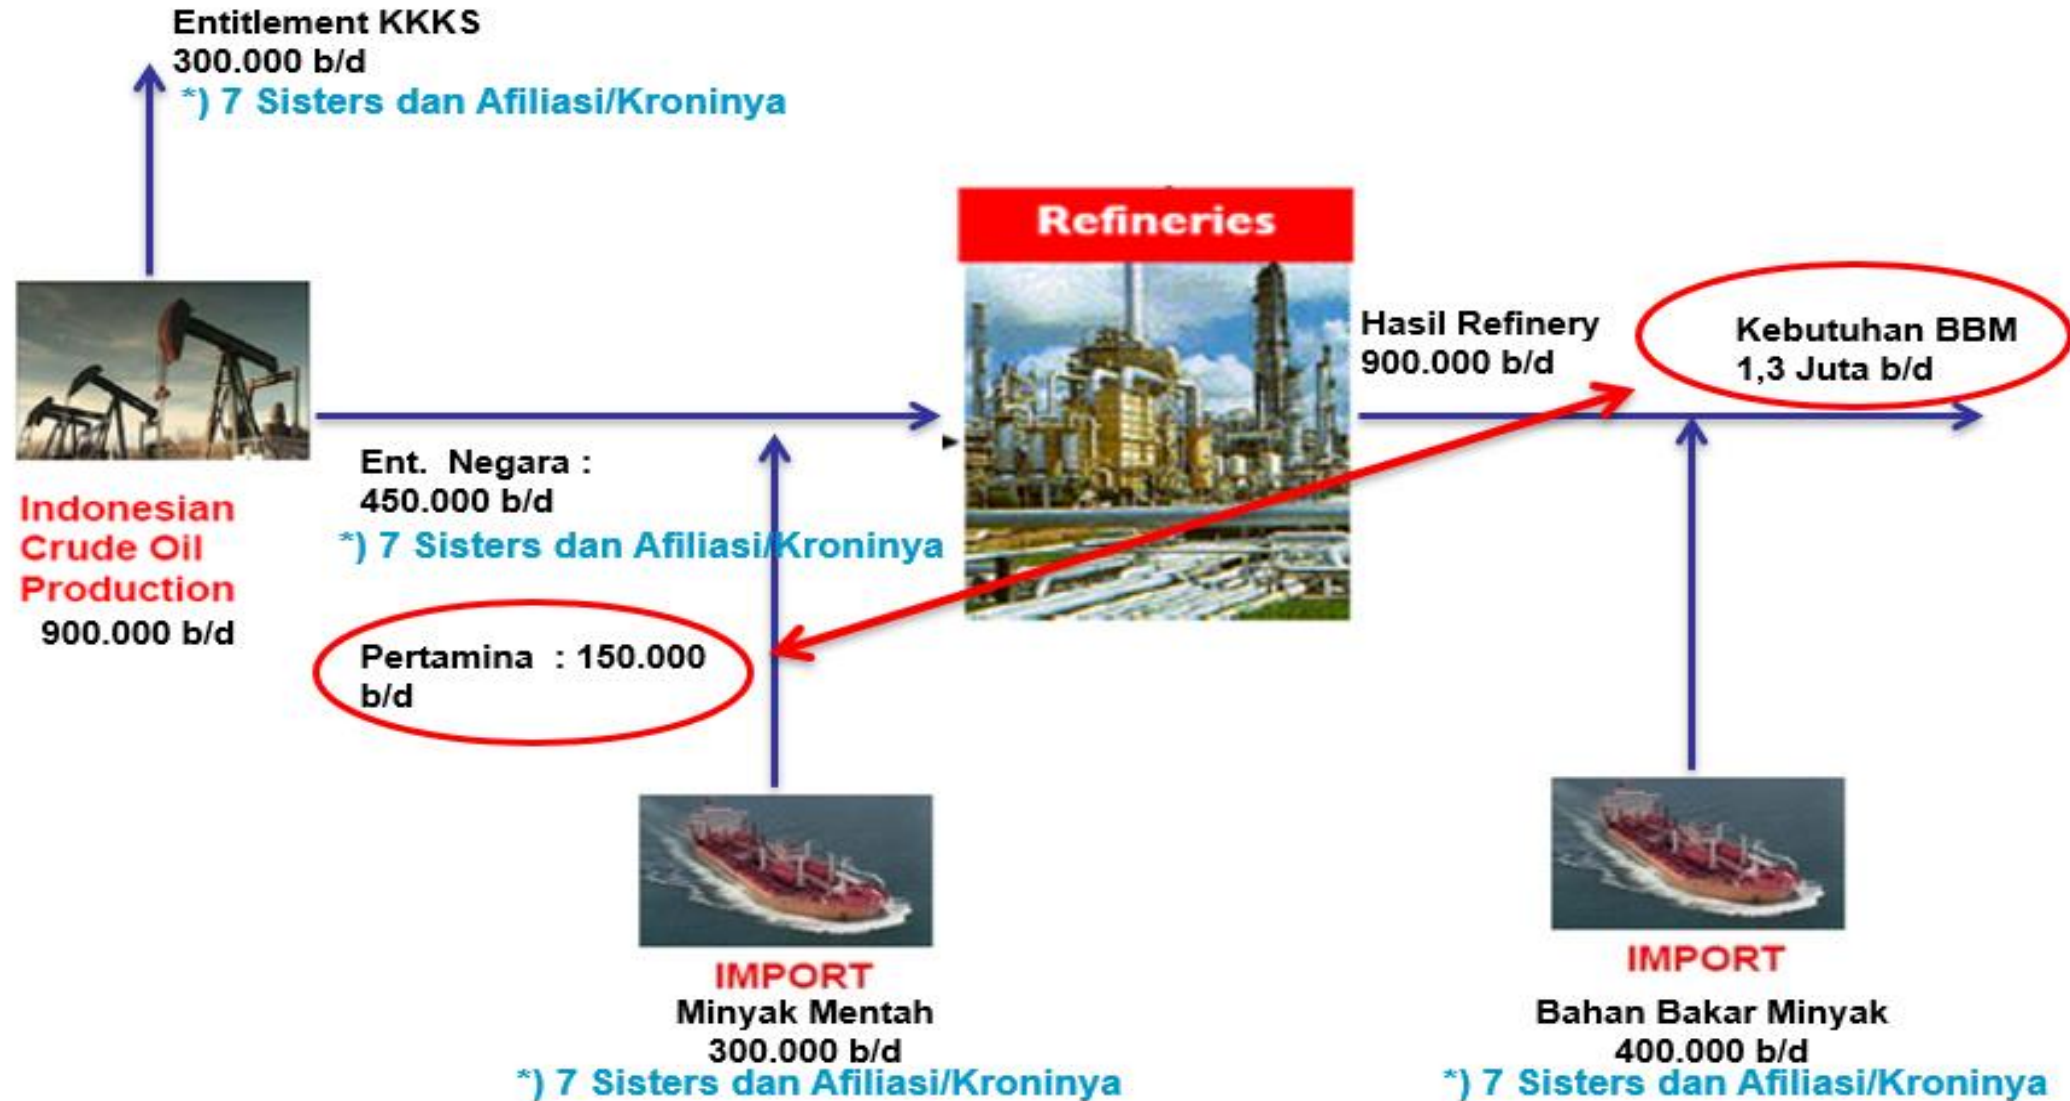 Entitlement KKKS
300.000 b/d
*) 7 Sisters dan Afiliasi/Kroninya
Refineries
Hasil Refinery
900.000 b/d
Kebutuhan BBM
1,3 Juta b/d
Ent. Negara :
450.000 b/d
*) 7 Sisters dan Afiliasi/Kroninya
Indonesian
Crude Oil
Production
900.000 b/d
Pertamina : 150.000
b/d
IMPORT
Minyak Mentah
300.000 b/d
*) 7 Sisters dan Afiliasi/Kroninya
IMPORT
Bahan Bakar Minyak
400.000 b/d
*) 7 Sisters dan Afiliasi/Kroninya